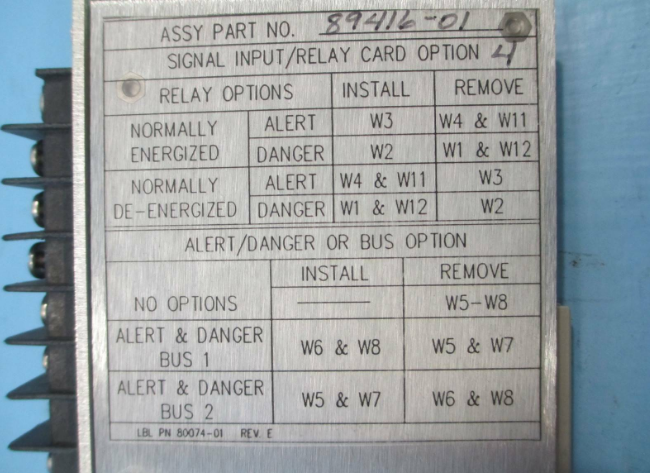 ASSY PART NO. 89416-01
SIGNAL INPUT/RELAY CARD OPTION 4
RELAY OPTIONS INSTALL REMOVE
NORMALLY ENERGIZED ALERT W3 W4 & W11
DANGER W2 W1 & W12
NORMALLY DE-ENERGIZED ALERT W4 & W11 W3
DANGER W1 & W12 W2
ALERT/DANGER OR BUS OPTION
INSTALL REMOVE
NO OPTIONS ——— W5-W8
ALERT & DANGER BUS 1 W6 & W8 W5 & W7
ALERT & DANGER BUS 2 W5 & W7 W6 & W8
LBL PN 80074-01 REV. E